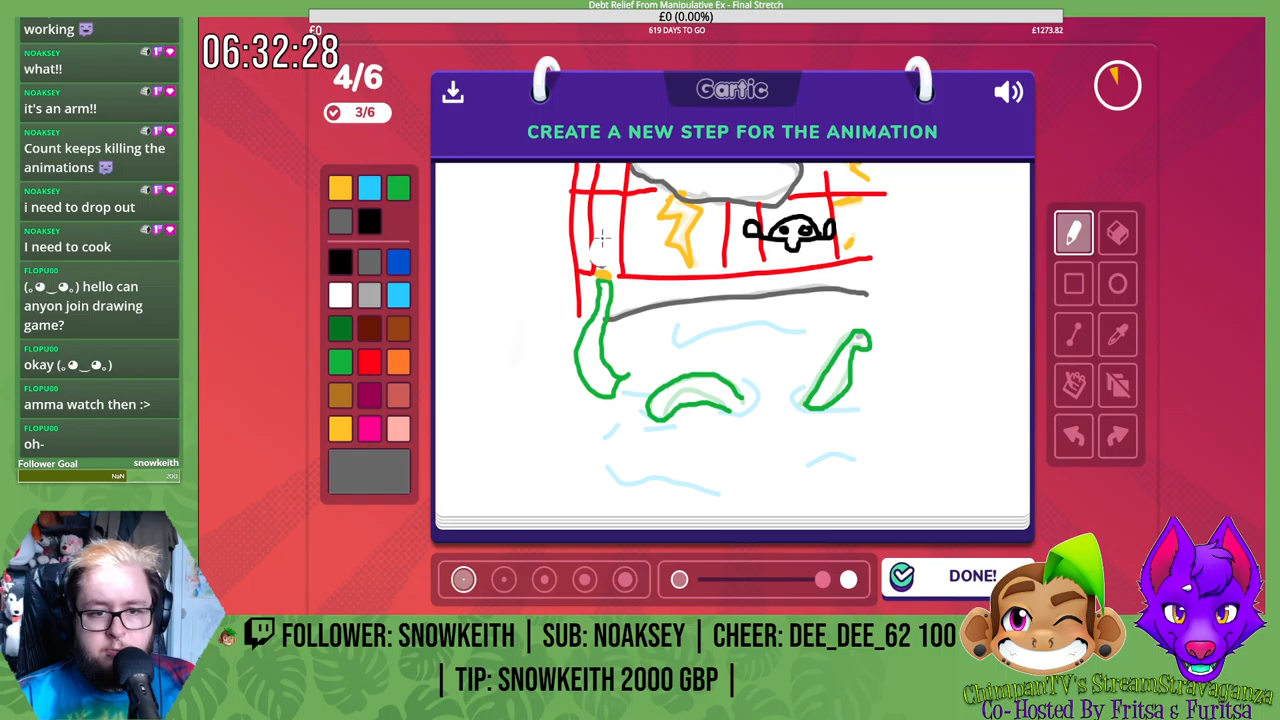 Debt Relief From Manipulative Ex - Final Stretch
£0 (0.00%)
£0
619 DAYS TO GO
£1273.82
06:32:28
working
NOAKSEY
what!!
NOAKSEY
it's an arm!!
NOAKSEY
Count keeps killing the
animations
NOAKSEY
i need to drop out
NOAKSEY
I need to cook
FLOPU00
(｡◕‿◕｡) hello can
anyon join drawing
game?
FLOPU00
okay (｡◕‿◕｡)
FLOPU00
amma watch then :>
FLOPU00
oh-
Follower Goal
snowkeith
NaN
200
4/6
3/6
Gartic
CREATE A NEW STEP FOR THE ANIMATION
DONE!
FOLLOWER: SNOWKEITH | SUB: NOAKSEY | CHEER: DEE_DEE_62 100
| TIP: SNOWKEITH 2000 GBP |
ChimpanTV's StreamStravaganza
Co-Hosted By Fritsa & Furitsa